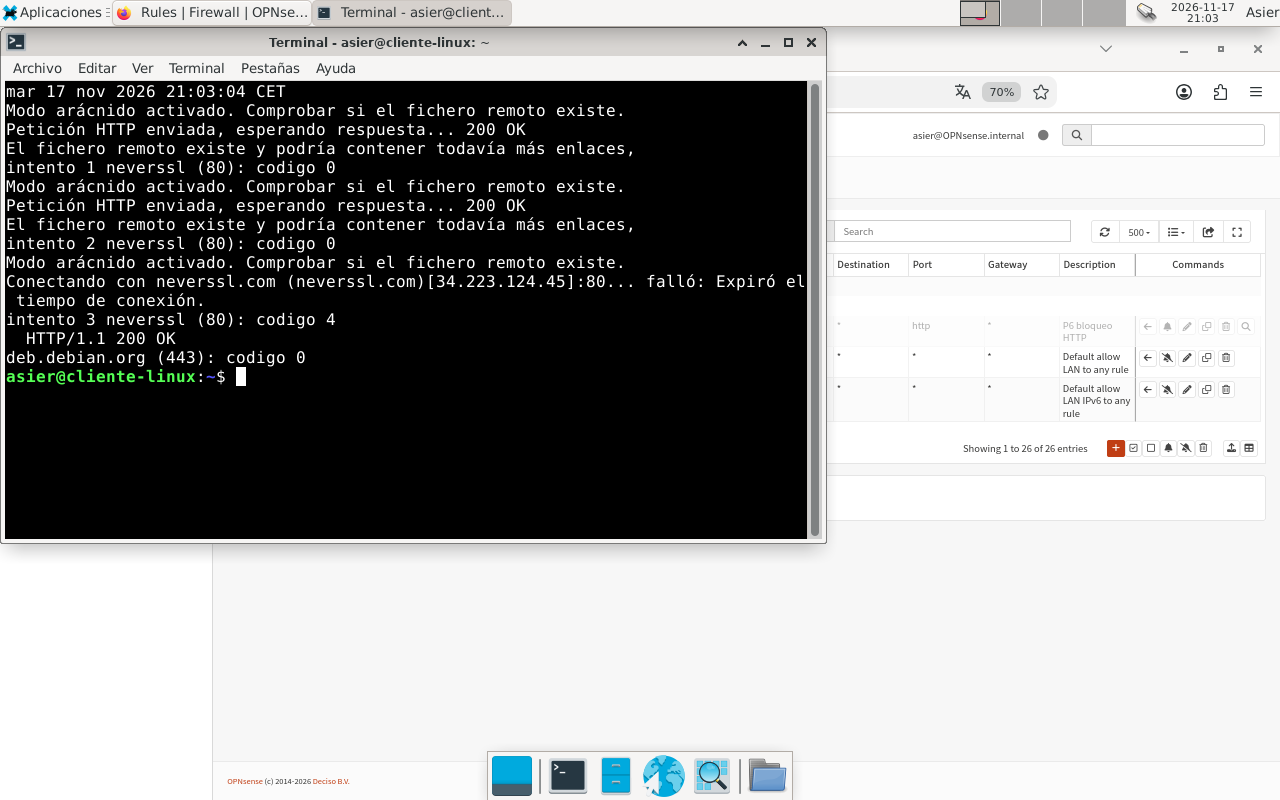 Aplicaciones
Rules | Firewall | OPNse...
Terminal - asier@client...
2026-11-17
21:03
Asier
Terminal - asier@cliente-linux: ~
Archivo Editar Ver Terminal Pestañas Ayuda
mar 17 nov 2026 21:03:04 CET
Modo arácnido activado. Comprobar si el fichero remoto existe.
Petición HTTP enviada, esperando respuesta... 200 OK
El fichero remoto existe y podría contener todavía más enlaces,
intento 1 neverssl (80): codigo 0
Modo arácnido activado. Comprobar si el fichero remoto existe.
Petición HTTP enviada, esperando respuesta... 200 OK
El fichero remoto existe y podría contener todavía más enlaces,
intento 2 neverssl (80): codigo 0
Modo arácnido activado. Comprobar si el fichero remoto existe.
Conectando con neverssl.com (neverssl.com)[34.223.124.45]:80... falló: Expiró el
tiempo de conexión.
intento 3 neverssl (80): codigo 4
HTTP/1.1 200 OK
deb.debian.org (443): codigo 0
asier@cliente-linux:~$
70%
asier@OPNsense.internal
Search
500
Destination Port Gateway Description Commands
* http * P6 bloqueo
HTTP
* * * Default allow
LAN to any rule
* * * Default allow
LAN IPv6 to any
rule
Showing 1 to 26 of 26 entries
OPNsense (c) 2014-2026 Deciso B.V.